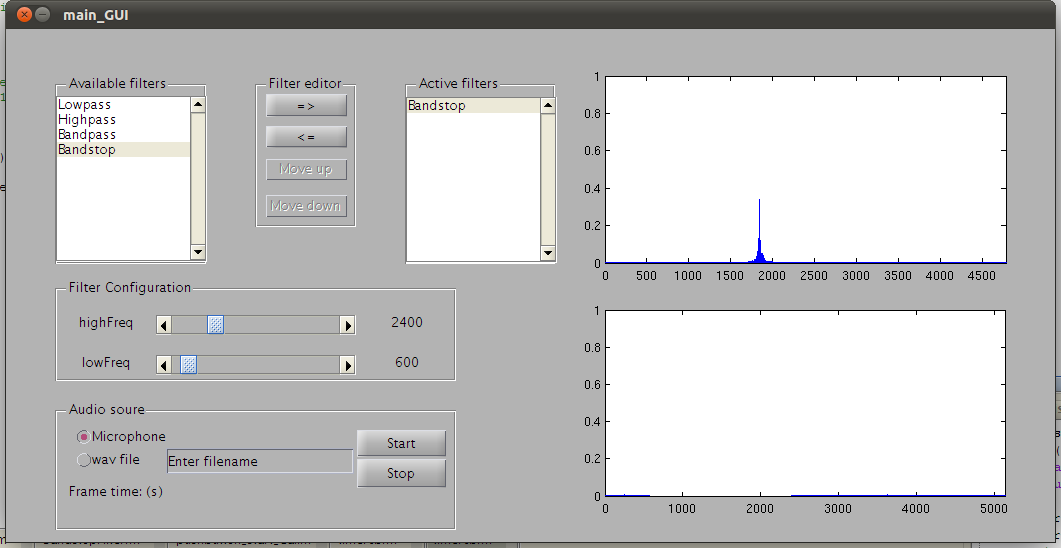 main_GUI
Available filters
Lowpass
Highpass
Bandpass
Bandstop
Filter editor
= >
< =
Move up
Move down
Active filters
Bandstop
1
0.8
0.6
0.4
0.2
0
0 500 1000 1500 2000 2500 3000 3500 4000 4500
Filter Configuration
highFreq 2400
lowFreq 600
Audio soure
Microphone
wav file Enter filename
Start
Stop
Frame time: (s)
1
0.8
0.6
0.4
0.2
0
0 1000 2000 3000 4000 5000